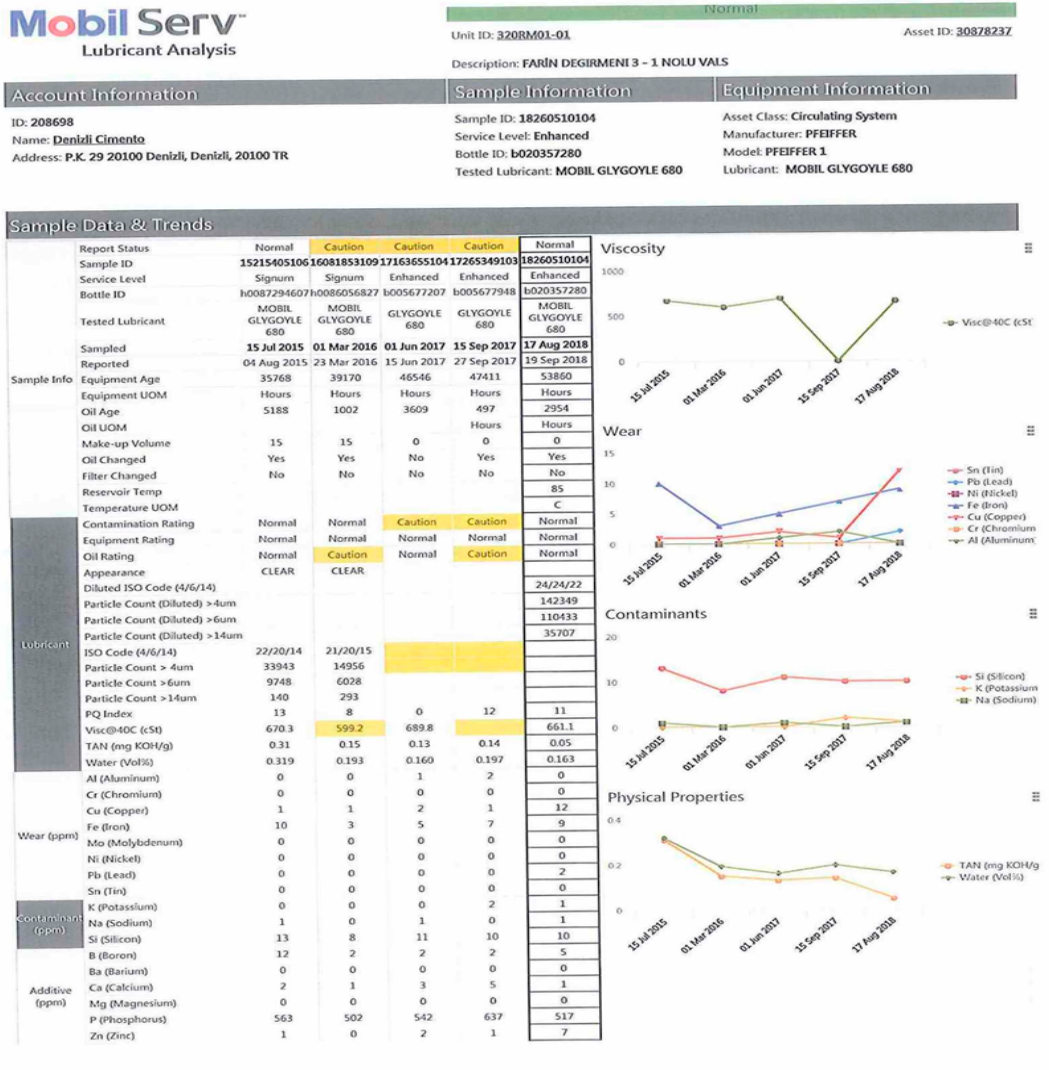 Mobil Serv™
Lubricant Analysis
Normal
Unit ID: 320RM01-01
Asset ID: 30878237
Description: FARİN DEGIRMENI 3 - 1 NOLU VALS
Account Information
ID: 208698
Name: Denizli Cimento
Address: P.K. 29 20100 Denizli, Denizli, 20100 TR
Sample Information
Sample ID: 18260510104
Service Level: Enhanced
Bottle ID: b020357280
Tested Lubricant: MOBIL GLYGOYLE 680
Equipment Information
Asset Class: Circulating System
Manufacturer: PFEIFFER
Model: PFEIFFER 1
Lubricant: MOBIL GLYGOYLE 680
Sample Data & Trends
Sample Info
Report Status Normal Caution Caution Caution Normal
Sample ID 15215405106 16081853109 17163655104 17265349103 18260510104
Service Level Signum Signum Enhanced Enhanced Enhanced
Bottle ID h0087294607 h0086056827 b005677207 b005677948 b020357280
Tested Lubricant MOBIL GLYGOYLE 680 MOBIL GLYGOYLE 680 GLYGOYLE 680 GLYGOYLE 680 MOBIL GLYGOYLE 680
Sampled 15 Jul 2015 01 Mar 2016 01 Jun 2017 15 Sep 2017 17 Aug 2018
Reported 04 Aug 2015 23 Mar 2016 15 Jun 2017 27 Sep 2017 19 Sep 2018
Equipment Age 35768 39170 46546 47411 53860
Equipment UOM Hours Hours Hours Hours Hours
Oil Age 5188 1002 3609 497 2954
Oil UOM Hours Hours
Make-up Volume 15 15 0 0 0
Oil Changed Yes Yes No Yes Yes
Filter Changed No No No No No
Reservoir Temp 85
Temperature UOM C
Lubricant
Contamination Rating Normal Normal Caution Caution Normal
Equipment Rating Normal Normal Normal Normal Normal
Oil Rating Normal Caution Normal Caution Normal
Appearance CLEAR CLEAR
Diluted ISO Code (4/6/14) 24/24/22
Particle Count (Diluted) >4um 142349
Particle Count (Diluted) >6um 110433
Particle Count (Diluted) >14um 35707
ISO Code (4/6/14) 22/20/14 21/20/15
Particle Count > 4um 33943 14956
Particle Count >6um 9748 6028
Particle Count >14um 140 293
PQ Index 13 8 0 12 11
Visc@40C (cSt) 670.3 599.2 689.8 661.1
TAN (mg KOH/g) 0.31 0.15 0.13 0.14 0.05
Water (Vol%) 0.319 0.193 0.160 0.197 0.163
Wear (ppm)
Al (Aluminum) 0 0 1 2 0
Cr (Chromium) 0 0 0 0 0
Cu (Copper) 1 1 2 1 12
Fe (Iron) 10 3 5 7 9
Mo (Molybdenum) 0 0 0 0 0
Ni (Nickel) 0 0 0 0 0
Pb (Lead) 0 0 0 0 2
Sn (Tin) 0 0 0 0 0
Contaminant (ppm)
K (Potassium) 0 0 0 2 1
Na (Sodium) 1 0 1 0 1
Si (Silicon) 13 8 11 10 10
Additive (ppm)
B (Boron) 12 2 2 2 5
Ba (Barium) 0 0 0 0 0
Ca (Calcium) 2 1 3 5 1
Mg (Magnesium) 0 0 0 0 0
P (Phosphorus) 563 502 542 637 517
Zn (Zinc) 1 0 2 1 7
Viscosity
1000
500
0
15 Jul 2015 01 Mar 2016 01 Jun 2017 15 Sep 2017 17 Aug 2018
Visc@40C (cSt
Wear
15
10
5
0
15 Jul 2015 01 Mar 2016 01 Jun 2017 15 Sep 2017 17 Aug 2018
Sn (Tin)
Pb (Lead)
Ni (Nickel)
Fe (Iron)
Cu (Copper)
Cr (Chromium
Al (Aluminum
Contaminants
20
10
0
15 Jul 2015 01 Mar 2016 01 Jun 2017 15 Sep 2017 17 Aug 2018
Si (Silicon)
K (Potassium
Na (Sodium)
Physical Properties
0.4
0.2
0
15 Jul 2015 01 Mar 2016 01 Jun 2017 15 Sep 2017 17 Aug 2018
TAN (mg KOH/g
Water (Vol%)